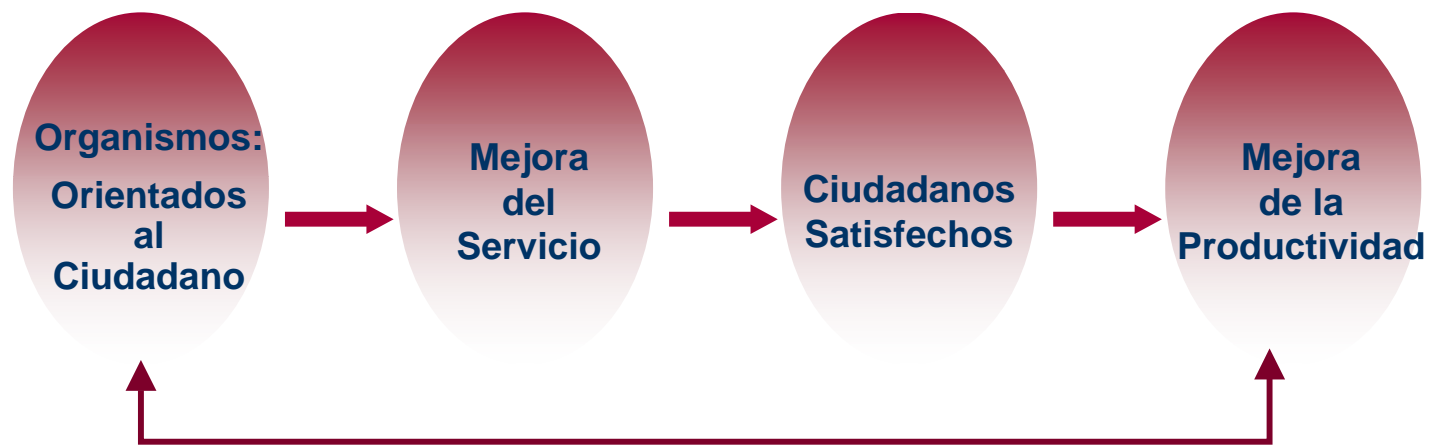 Organismos:
Orientados
al
Ciudadano
Mejora
del
Servicio
Ciudadanos
Satisfechos
Mejora
de la
Productividad